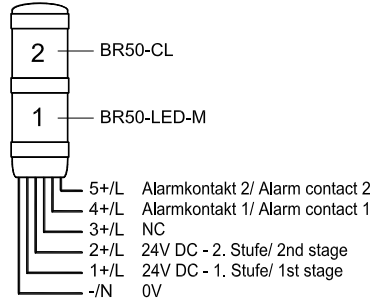 2 BR50-CL
1 BR50-LED-M
5+/L Alarmkontakt 2/ Alarm contact 2
4+/L Alarmkontakt 1/ Alarm contact 1
3+/L NC
2+/L 24V DC - 2. Stufe/ 2nd stage
1+/L 24V DC - 1. Stufe/ 1st stage
-/N 0V